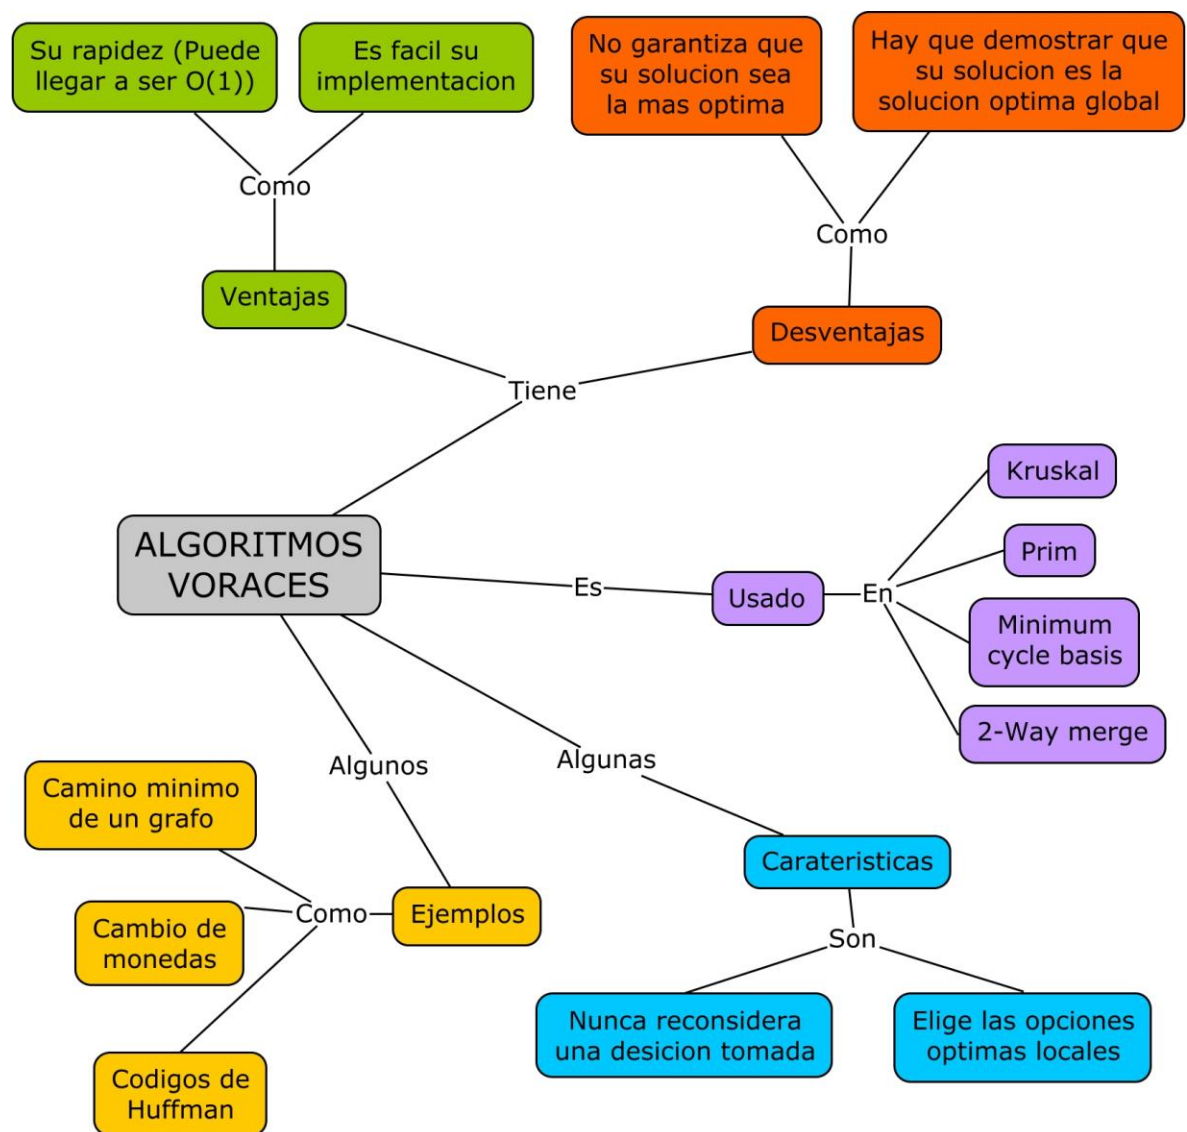 Su rapidez (Puede
llegar a ser O(1))
Es facil su
implementacion
No garantiza que
su solucion sea
la mas optima
Hay que demostrar que
su solucion es la
solucion optima global
Como
Como
Ventajas
Desventajas
Tiene
Kruskal
ALGORITMOS
VORACES
Es
Usado
En
Prim
Minimum
cycle basis
2-Way merge
Algunos
Algunas
Camino minimo
de un grafo
Carateristicas
Como
Ejemplos
Cambio de
monedas
Son
Nunca reconsidera
una desicion tomada
Elige las opciones
optimas locales
Codigos de
Huffman